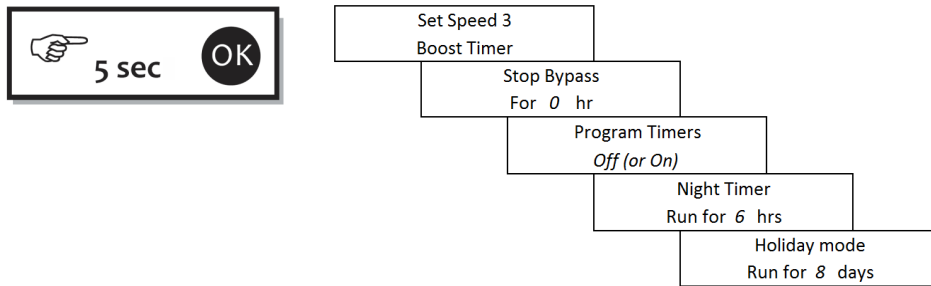 5 sec OK
Set Speed 3
Boost Timer
Stop Bypass
For 0 hr
Program Timers
Off (or On)
Night Timer
Run for 6 hrs
Holiday mode
Run for 8 days